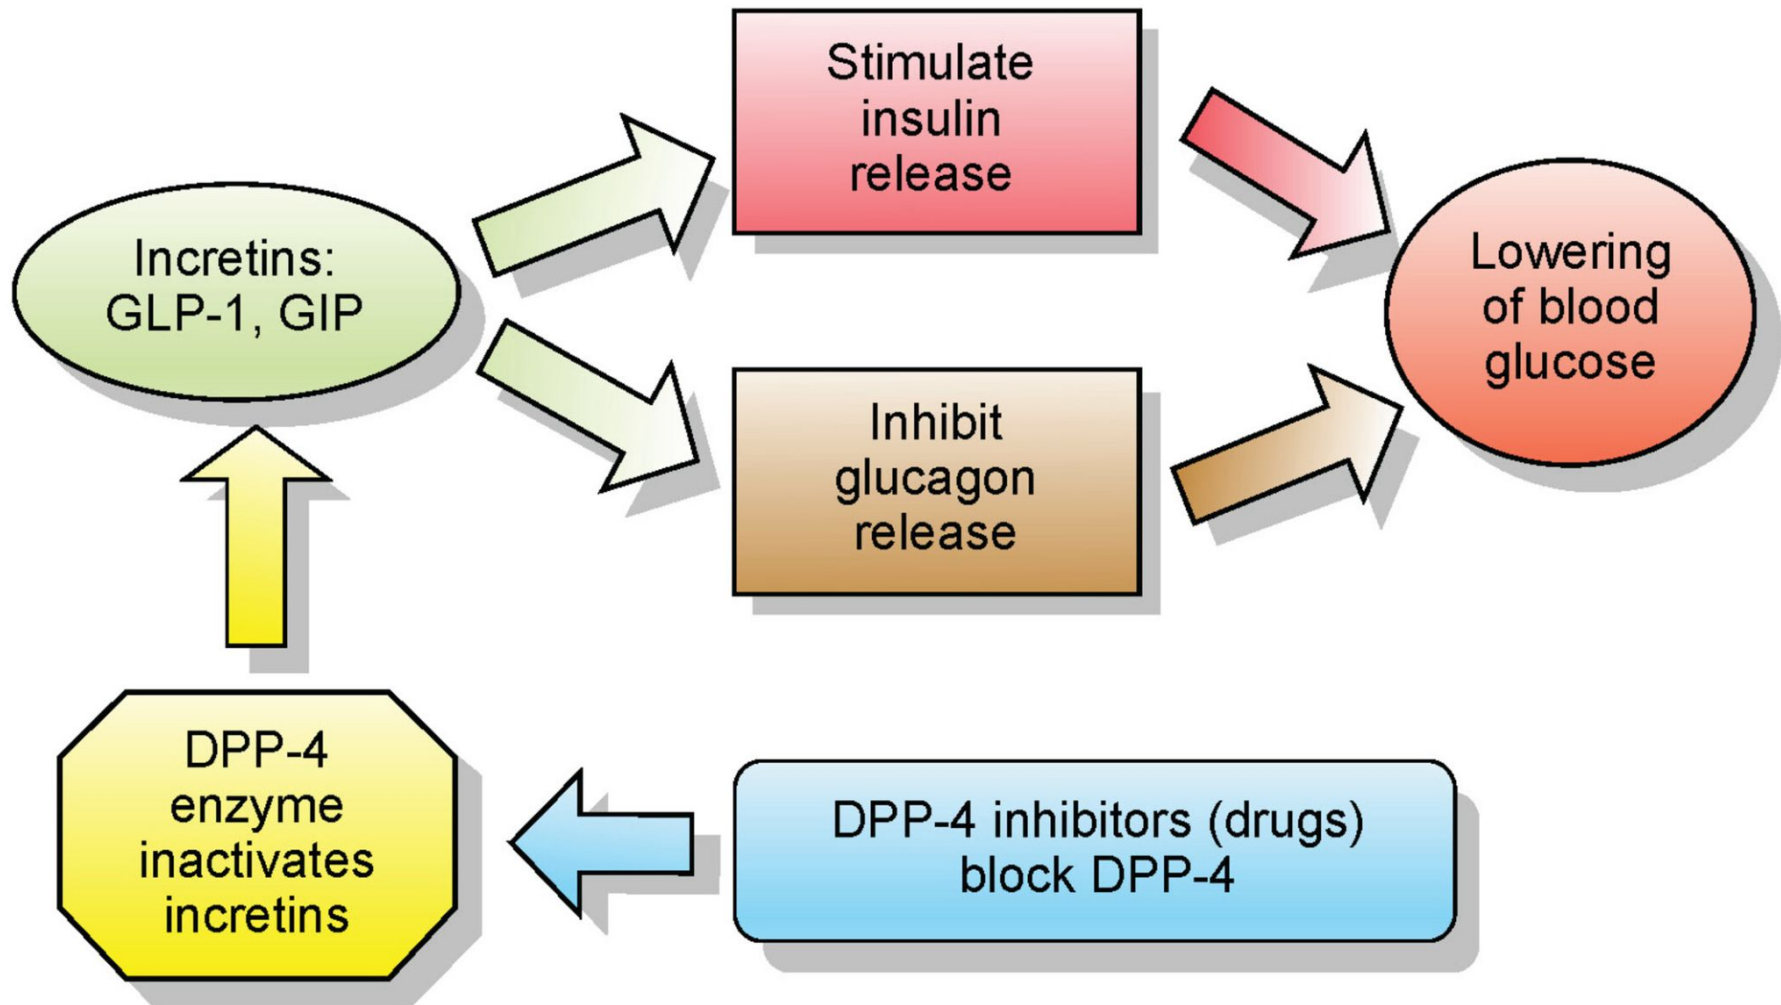 Stimulate
insulin
release
Incretins:
GLP-1, GIP
Lowering
of blood
glucose
Inhibit
glucagon
release
DPP-4
enzyme
inactivates
incretins
DPP-4 inhibitors (drugs)
block DPP-4